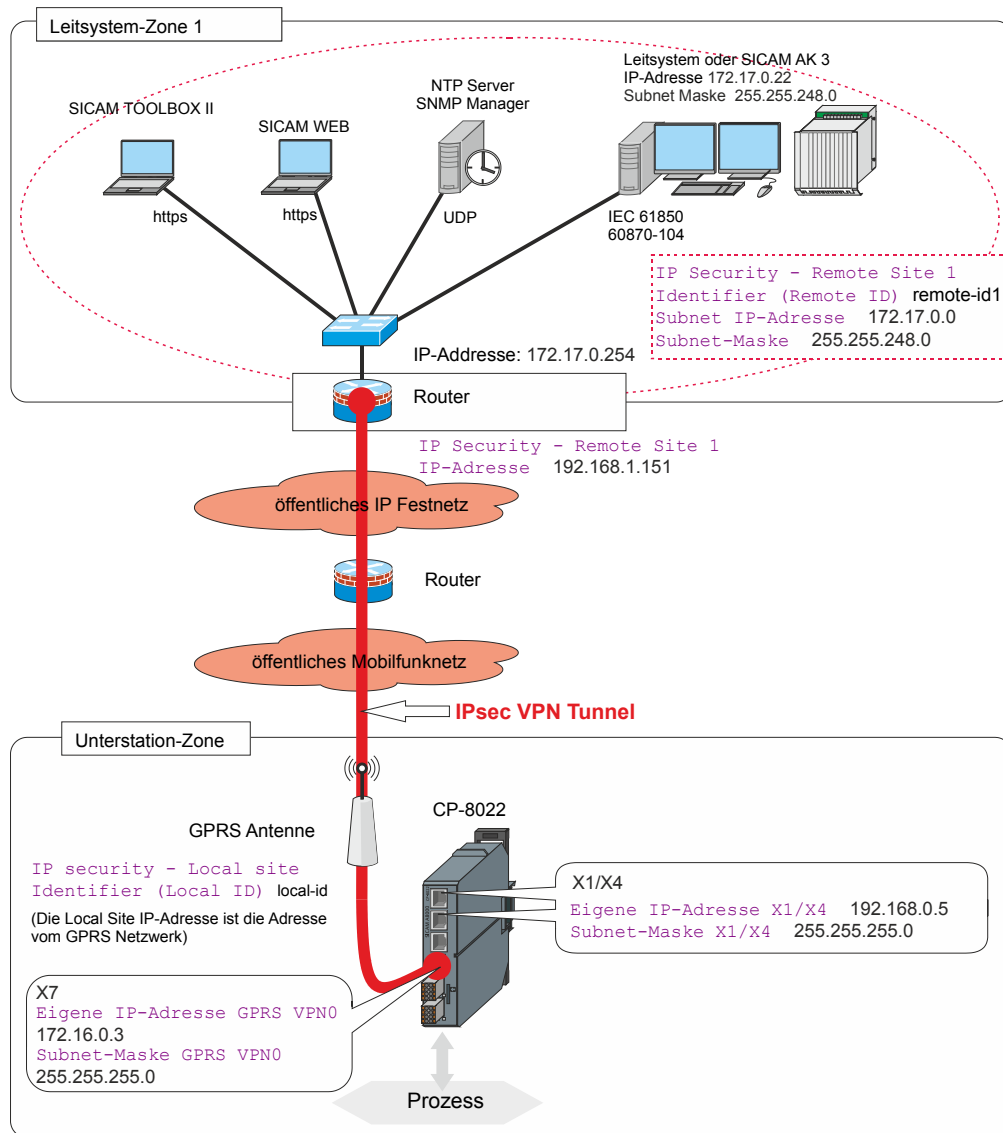 Leitsystem-Zone 1
Leitsystem oder SICAM AK 3
IP-Adresse 172.17.0.22
Subnet Maske 255.255.248.0
NTP Server
SNMP Manager
SICAM TOOLBOX II
SICAM WEB
https
https
UDP
IEC 61850
60870-104
IP Security - Remote Site 1
Identifier (Remote ID) remote-id1
Subnet IP-Adresse 172.17.0.0
Subnet-Maske 255.255.248.0
IP-Addresse: 172.17.0.254
Router
IP Security - Remote Site 1
IP-Adresse 192.168.1.151
öffentliches IP Festnetz
Router
öffentliches Mobilfunknetz
IPsec VPN Tunnel
Unterstation-Zone
CP-8022
GPRS Antenne
IP security - Local site
Identifier (Local ID) local-id
(Die Local Site IP-Adresse ist die Adresse
vom GPRS Netzwerk)
X1/X4
Eigene IP-Adresse X1/X4 192.168.0.5
Subnet-Maske X1/X4 255.255.255.0
X7
Eigene IP-Adresse GPRS VPN0
172.16.0.3
Subnet-Maske GPRS VPN0
255.255.255.0
Prozess